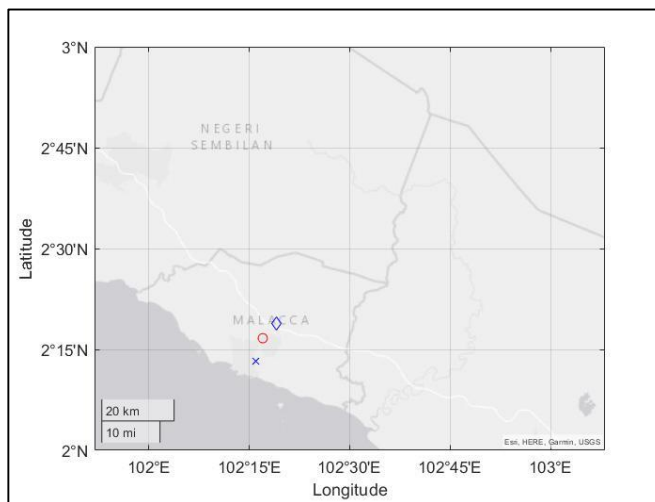 3°N
NEGERI
SEMBILAN
2°45'N
2°30'N
Latitude
MALACCA
2°15'N
20 km
10 mi
Esri, HERE, Garmin, USGS
2°N
102°E
102°15'E
102°30'E
102°45'E
103°E
Longitude